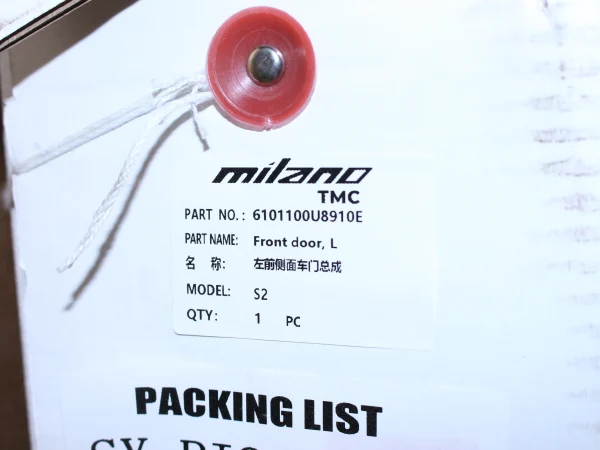 milano
TMC
PART NO.: 6101100U8910E
PART NAME: Front door, L
名 称: 左前侧面车门总成
MODEL: S2
QTY: 1 PC
PACKING LIST